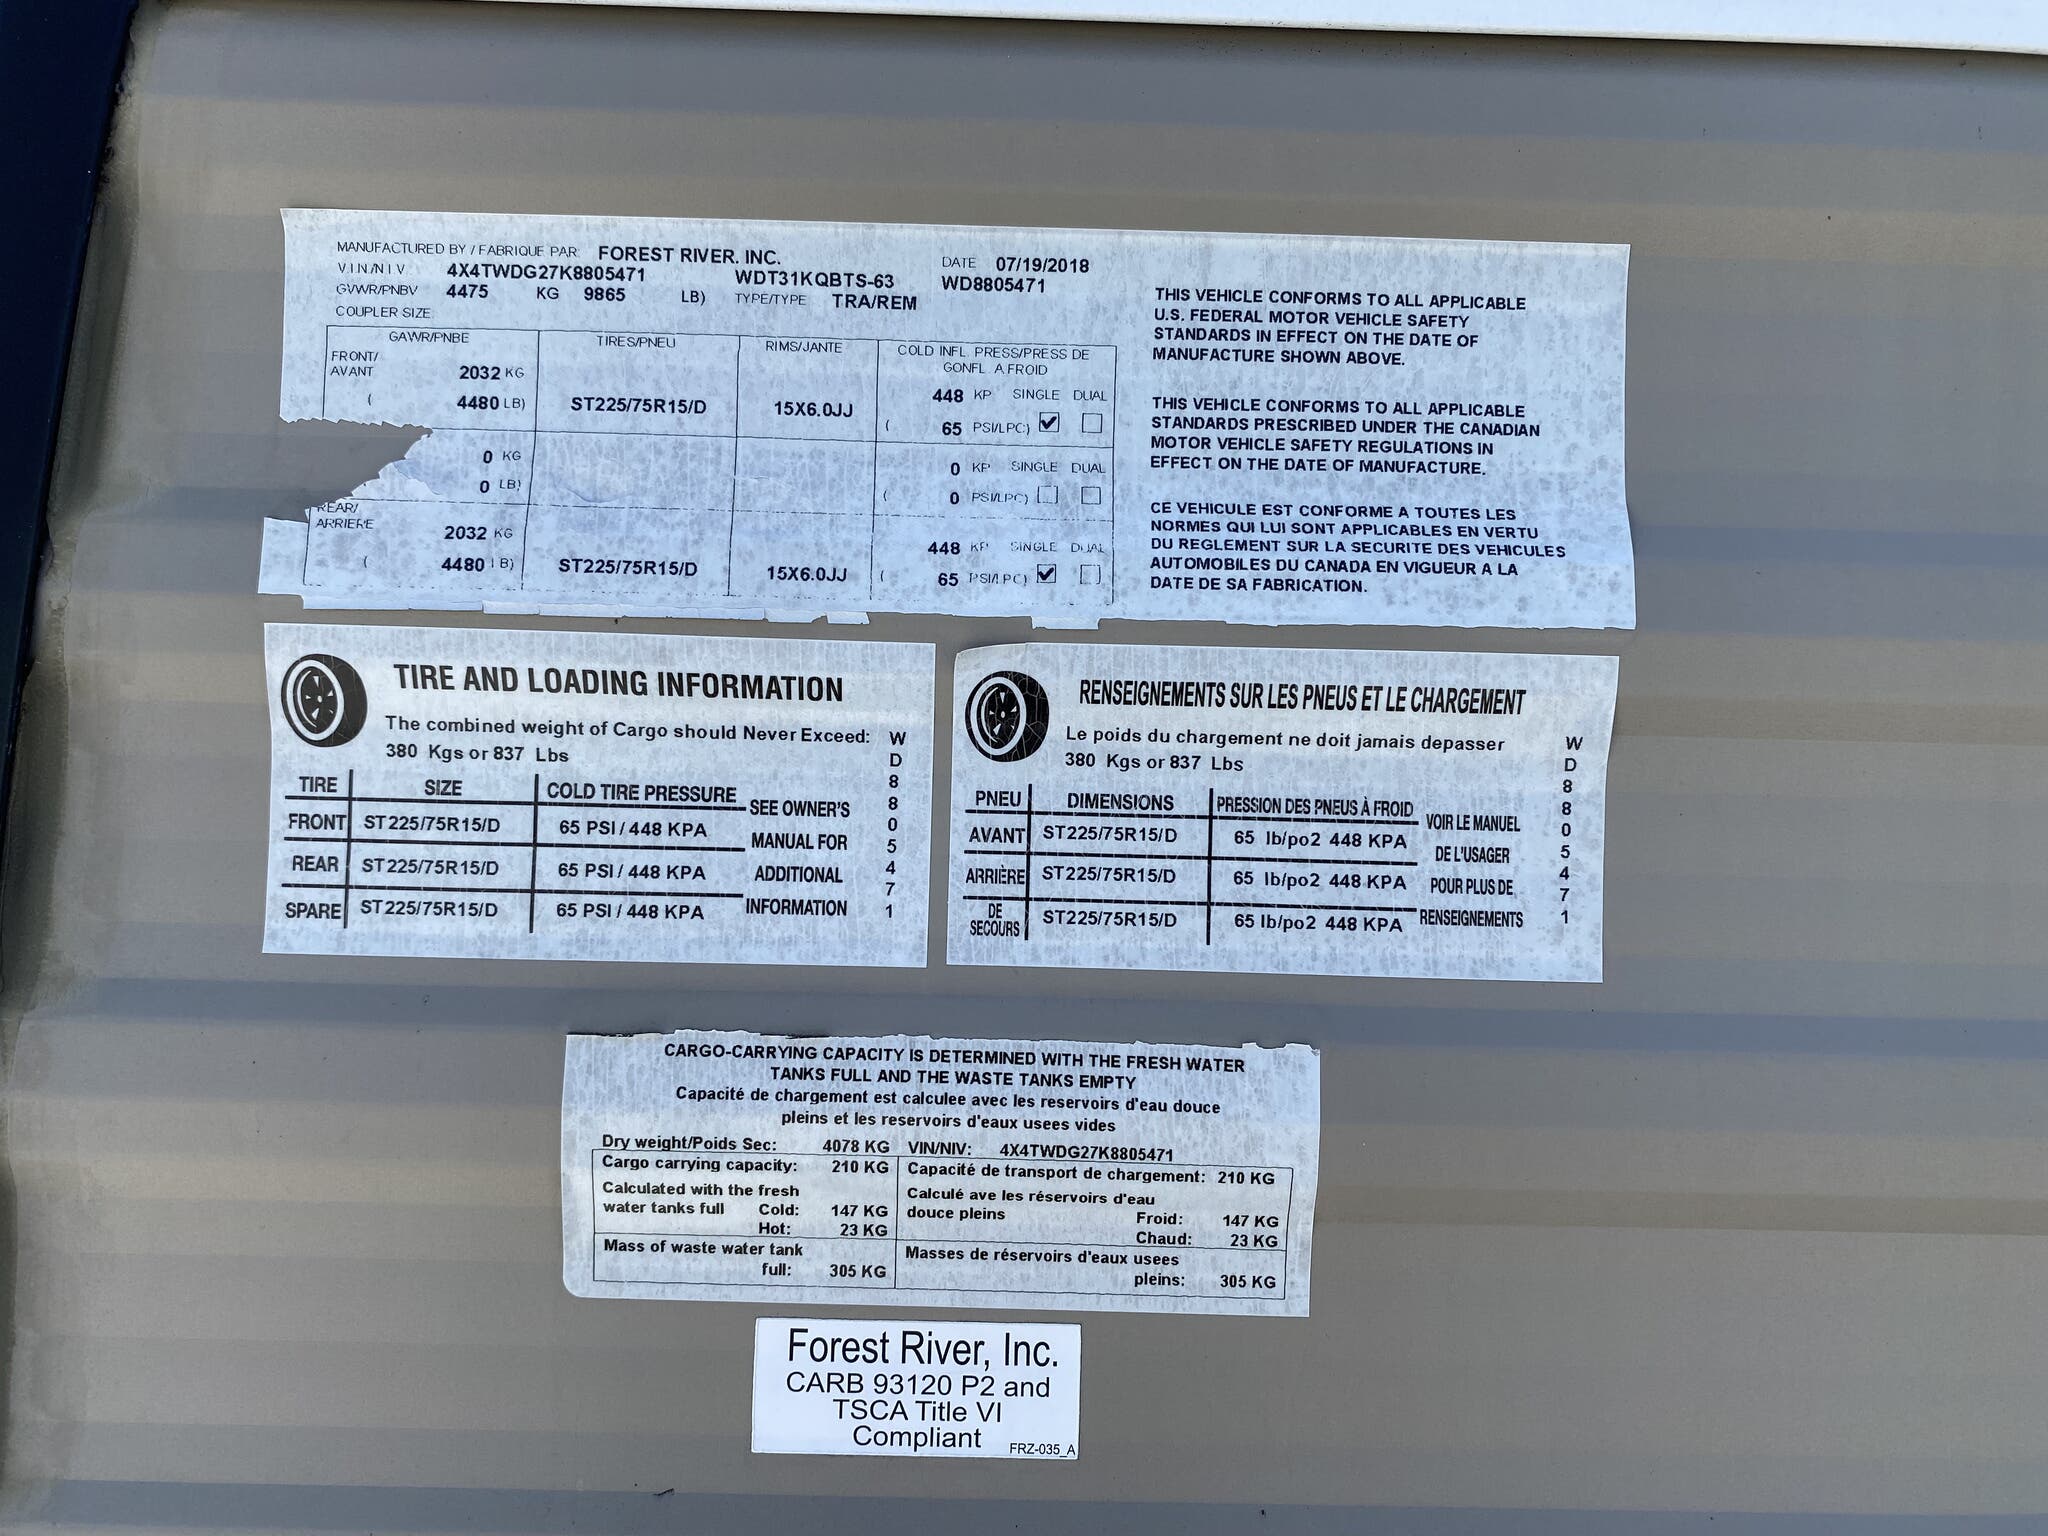 MANUFACTURED BY / FABRIQUE PAR FOREST RIVER, INC. DATE 07/19/2018
VIN/NIV 4X4TWDG27K8805471 WDT31KQBTS-63 WD8805471
GVWR/PNBV 4475 KG 9865 LB) TYPE/TYPE TRA/REM
COUPLER SIZE
GAWR/PNBE TIRES/PNEU RIMS/JANTE COLD INFL. PRESS/PRESS DE
GONFL. A FROID
FRONT/
AVANT 2032 KG 448 KP SINGLE DUAL
( 4480 LB) ST225/75R15/D 15X6.0JJ ( 65 PSI/LPC)
0 KG 0 KP SINGLE DUAL
0 LB) ( 0 PSI/LPC)
REAR/
ARRIERE 2032 KG 448 KP SINGLE DUAL
( 4480 LB) ST225/75R15/D 15X6.0JJ ( 65 PSI/LPC)
THIS VEHICLE CONFORMS TO ALL APPLICABLE
U.S. FEDERAL MOTOR VEHICLE SAFETY
STANDARDS IN EFFECT ON THE DATE OF
MANUFACTURE SHOWN ABOVE.
THIS VEHICLE CONFORMS TO ALL APPLICABLE
STANDARDS PRESCRIBED UNDER THE CANADIAN
MOTOR VEHICLE SAFETY REGULATIONS IN
EFFECT ON THE DATE OF MANUFACTURE.
CE VEHICULE EST CONFORME A TOUTES LES
NORMES QUI LUI SONT APPLICABLES EN VERTU
DU REGLEMENT SUR LA SECURITE DES VEHICULES
AUTOMOBILES DU CANADA EN VIGUEUR A LA
DATE DE SA FABRICATION.
TIRE AND LOADING INFORMATION
The combined weight of Cargo should Never Exceed:
380 Kgs or 837 Lbs
TIRE SIZE COLD TIRE PRESSURE SEE OWNER'S
FRONT ST225/75R15/D 65 PSI / 448 KPA MANUAL FOR
REAR ST225/75R15/D 65 PSI / 448 KPA ADDITIONAL
SPARE ST225/75R15/D 65 PSI / 448 KPA INFORMATION
WD8805471
RENSEIGNEMENTS SUR LES PNEUS ET LE CHARGEMENT
Le poids du chargement ne doit jamais depasser
380 Kgs or 837 Lbs
PNEU DIMENSIONS PRESSION DES PNEUS À FROID VOIR LE MANUEL
AVANT ST225/75R15/D 65 lb/po2 448 KPA DE L'USAGER
ARRIÈRE ST225/75R15/D 65 lb/po2 448 KPA POUR PLUS DE
DE
SECOURS ST225/75R15/D 65 lb/po2 448 KPA RENSEIGNEMENTS
WD8805471
CARGO-CARRYING CAPACITY IS DETERMINED WITH THE FRESH WATER
TANKS FULL AND THE WASTE TANKS EMPTY
Capacité de chargement est calculee avec les reservoirs d'eau douce
pleins et les reservoirs d'eaux usees vides
Dry weight/Poids Sec: 4078 KG VIN/NIV: 4X4TWDG27K8805471
Cargo carrying capacity: 210 KG
Calculated with the fresh
water tanks full Cold: 147 KG
Hot: 23 KG
Mass of waste water tank
full: 305 KG
Capacité de transport de chargement: 210 KG
Calculé ave les réservoirs d'eau
douce pleins
Froid: 147 KG
Chaud: 23 KG
Masses de réservoirs d'eaux usees
pleins: 305 KG
Forest River, Inc.
CARB 93120 P2 and
TSCA Title VI
Compliant
FRZ-035_A